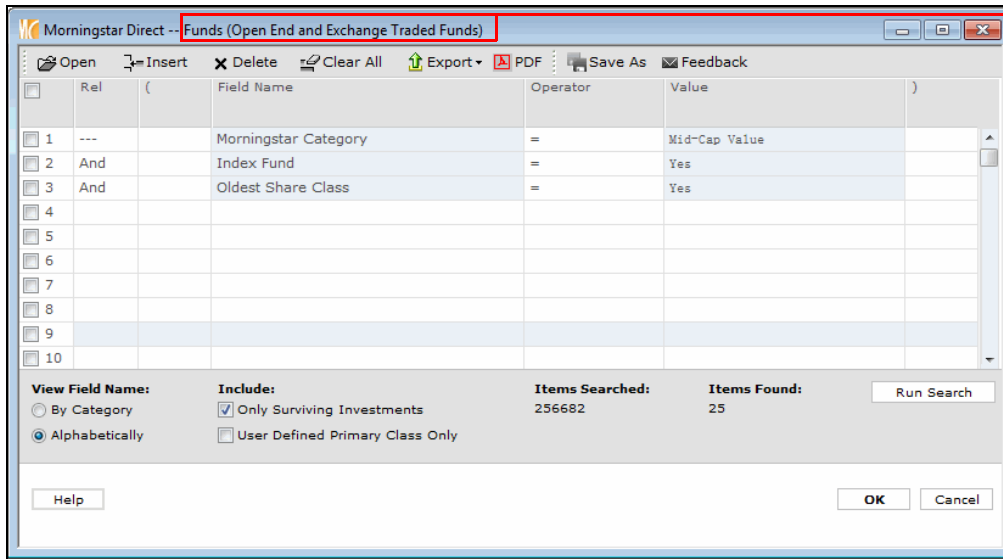 Morningstar Direct -- Funds (Open End and Exchange Traded Funds)
Open Insert Delete Clear All Export PDF Save As Feedback
Rel ( Field Name Operator Value )
1 --- Morningstar Category = Mid-Cap Value
2 And Index Fund = Yes
3 And Oldest Share Class = Yes
4
5
6
7
8
9
10
View Field Name: Include: Items Searched: Items Found: Run Search
By Category Only Surviving Investments 256682 25
Alphabetically User Defined Primary Class Only
Help OK Cancel